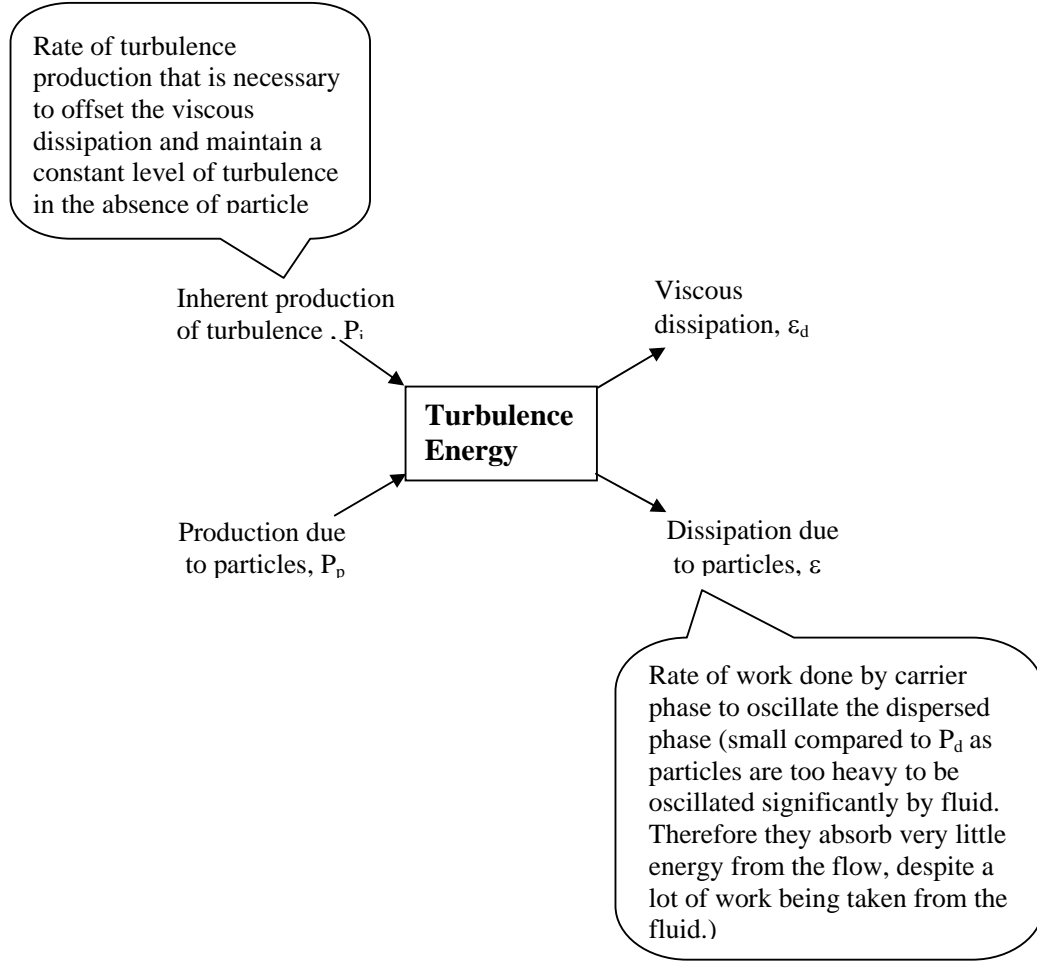 Rate of turbulence
production that is necessary
to offset the viscous
dissipation and maintain a
constant level of turbulence
in the absence of particle
Inherent production
of turbulence , Pi
Viscous
dissipation, εd
Turbulence
Energy
Production due
to particles, Pp
Dissipation due
to particles, ε
Rate of work done by carrier
phase to oscillate the dispersed
phase (small compared to Pd as
particles are too heavy to be
oscillated significantly by fluid.
Therefore they absorb very little
energy from the flow, despite a
lot of work being taken from the
fluid.)